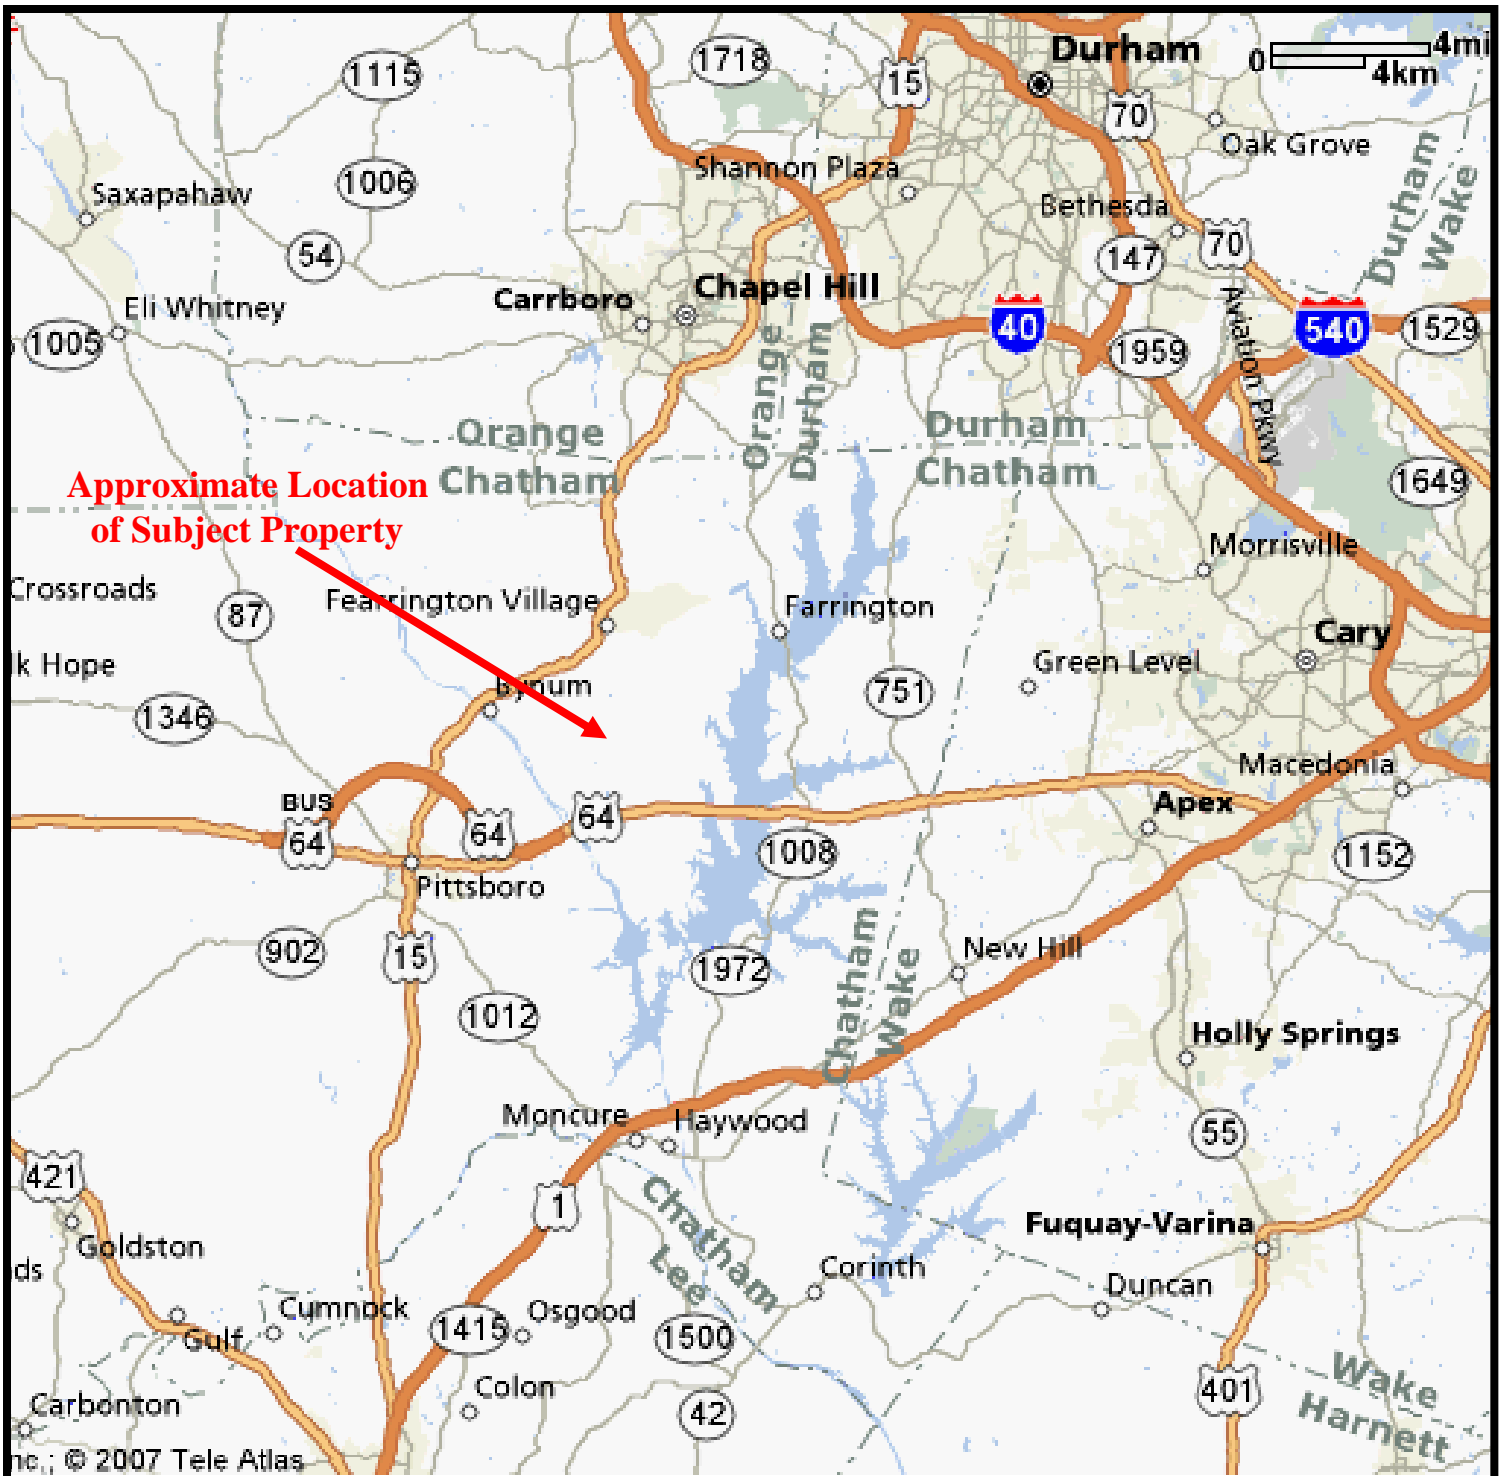 1718
15
Durham
0
4mi
4km
1115
70
Oak Grove
Durham
Wake
Shannon Plaza
1006
Saxapahaw
Bethesda
70
147
54
Chapel Hill
Carrboro
Eli Whitney
1005
40
540
1529
1959
Aviation Pkwy
Orange
Durham
Orange
Chatham
Durham
Chatham
1649
Approximate Location
of Subject Property
Morrisville
Crossroads
87
Fearrington Village
Farrington
Cary
lk Hope
Green Level
Bynum
751
1346
Macedonia
BUS
64
64
64
Apex
1008
1152
Pittsboro
902
15
1972
New Hill
Chatham
Wake
1012
Holly Springs
Moncure
Haywood
55
421
1
Chatham
Lee
Fuquay-Varina
Goldston
ds
Corinth
Duncan
Cumnock
Osgood
1415
1500
Gulf
Colon
42
401
Wake
Harnett
Carbonton
nc.; © 2007 Tele Atlas